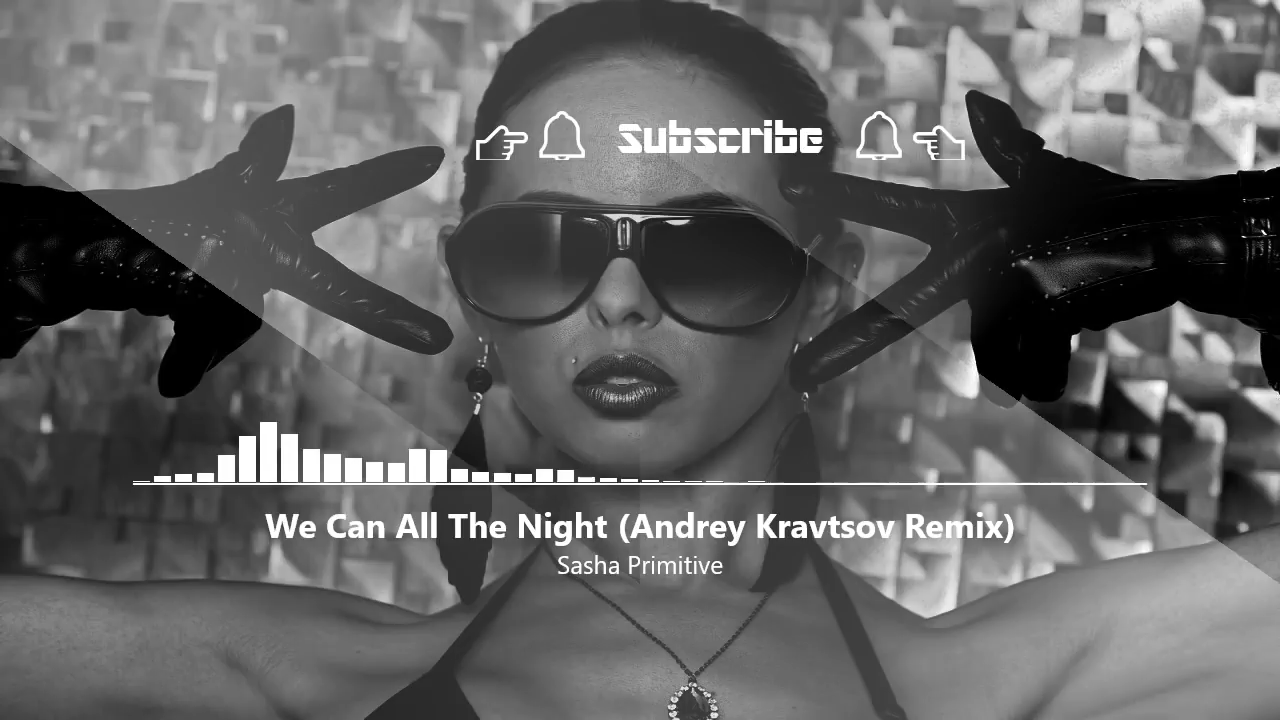 Subscribe
We Can All The Night (Andrey Kravtsov Remix)
Sasha Primitive